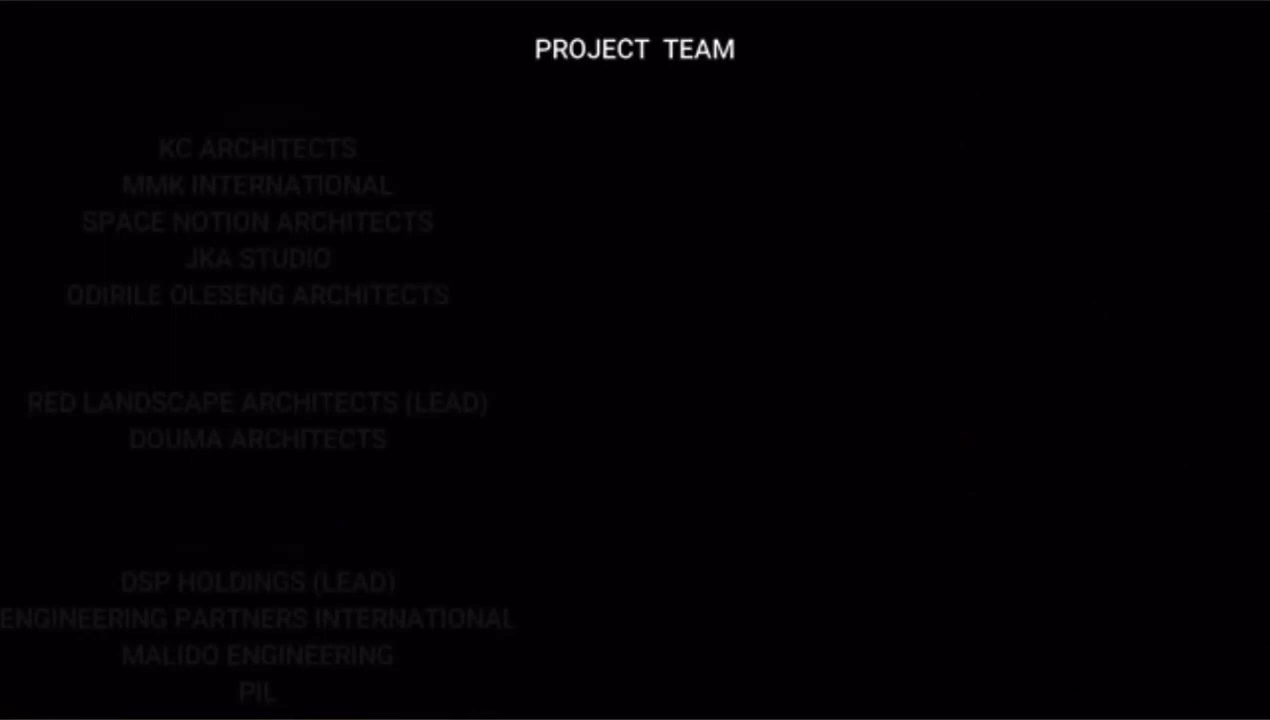 PROJECT TEAM
KC ARCHITECTS
MMK INTERNATIONAL
SPACE NOTION ARCHITECTS
JKA STUDIO
ODIRILE OLESENG ARCHITECTS
RED LANDSCAPE ARCHITECTS (LEAD)
DOUMA ARCHITECTS
DSP HOLDINGS (LEAD)
ENGINEERING PARTNERS INTERNATIONAL
MALIDO ENGINEERING
PIL